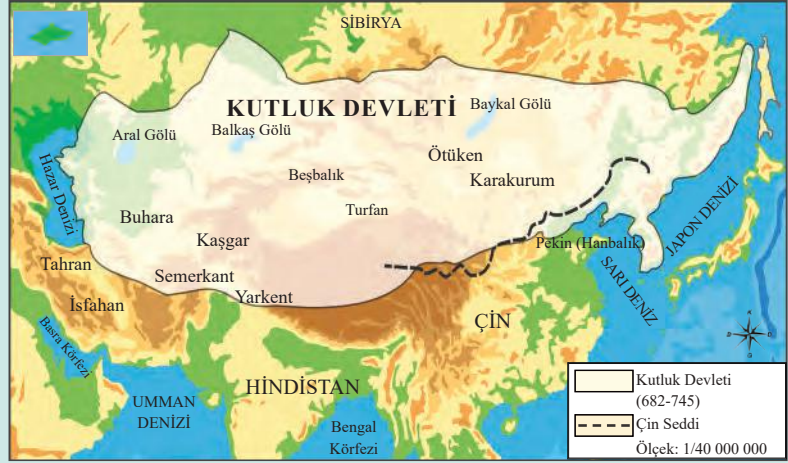 SİBİRYA
KUTLUK DEVLETİ
Baykal Gölü
Aral Gölü
Balkaş Gölü
Ötüken
Hazar Denizi
Beşbalık
Karakurum
Turfan
Buhara
Kaşgar
Pekin (Hanbalık)
JAPON DENİZİ
Tahran
Semerkant
SARI DENİZ
Yarkent
İsfahan
ÇİN
Basra Körfezi
HİNDİSTAN
UMMAN
DENİZİ
Bengal
Körfezi
K
B
D
G
Kutluk Devleti
(682-745)
Çin Seddi
Ölçek: 1/40 000 000